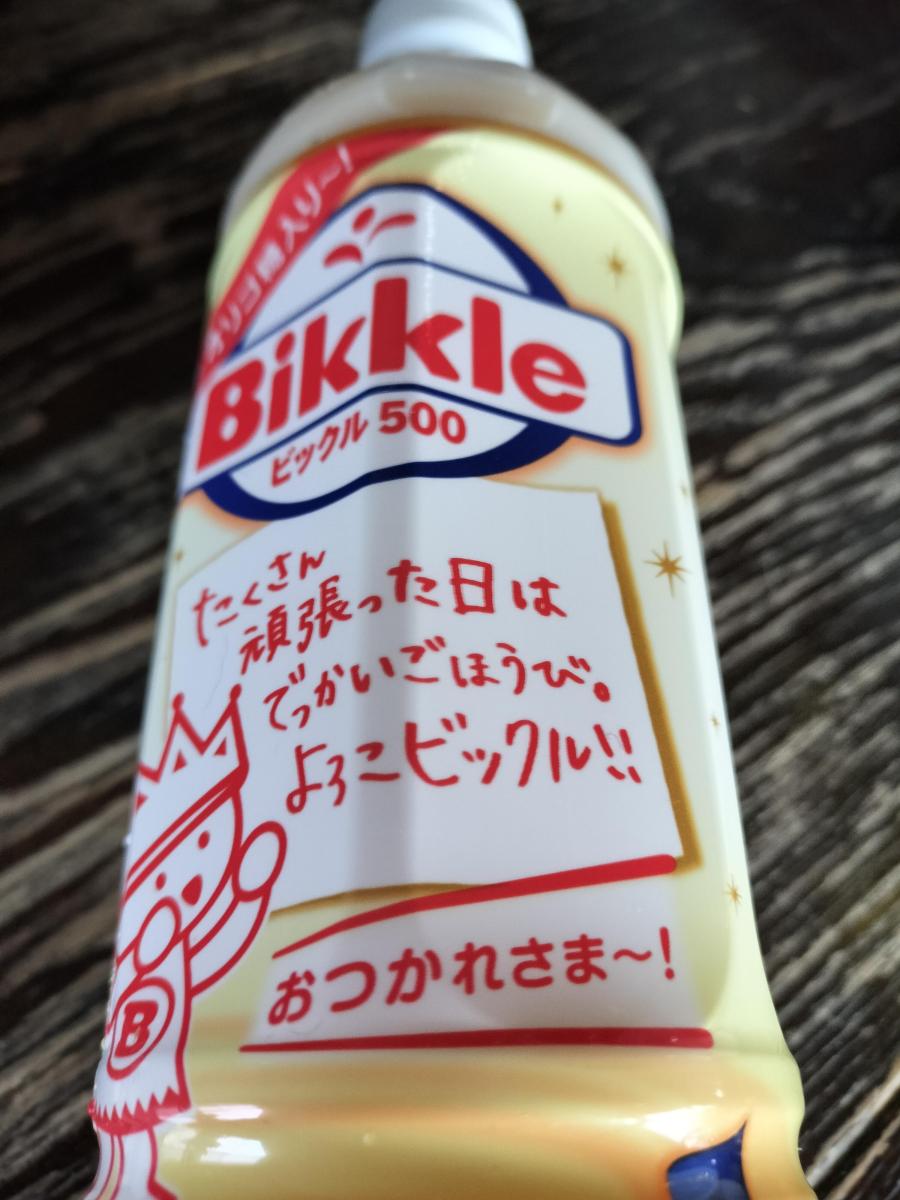 オリゴ糖入り〜!
Bikkle
ビックル 500
たくさん
頑張った日は
でっかいごほうび。
よろこビックル!!
おつかれさま〜!
B